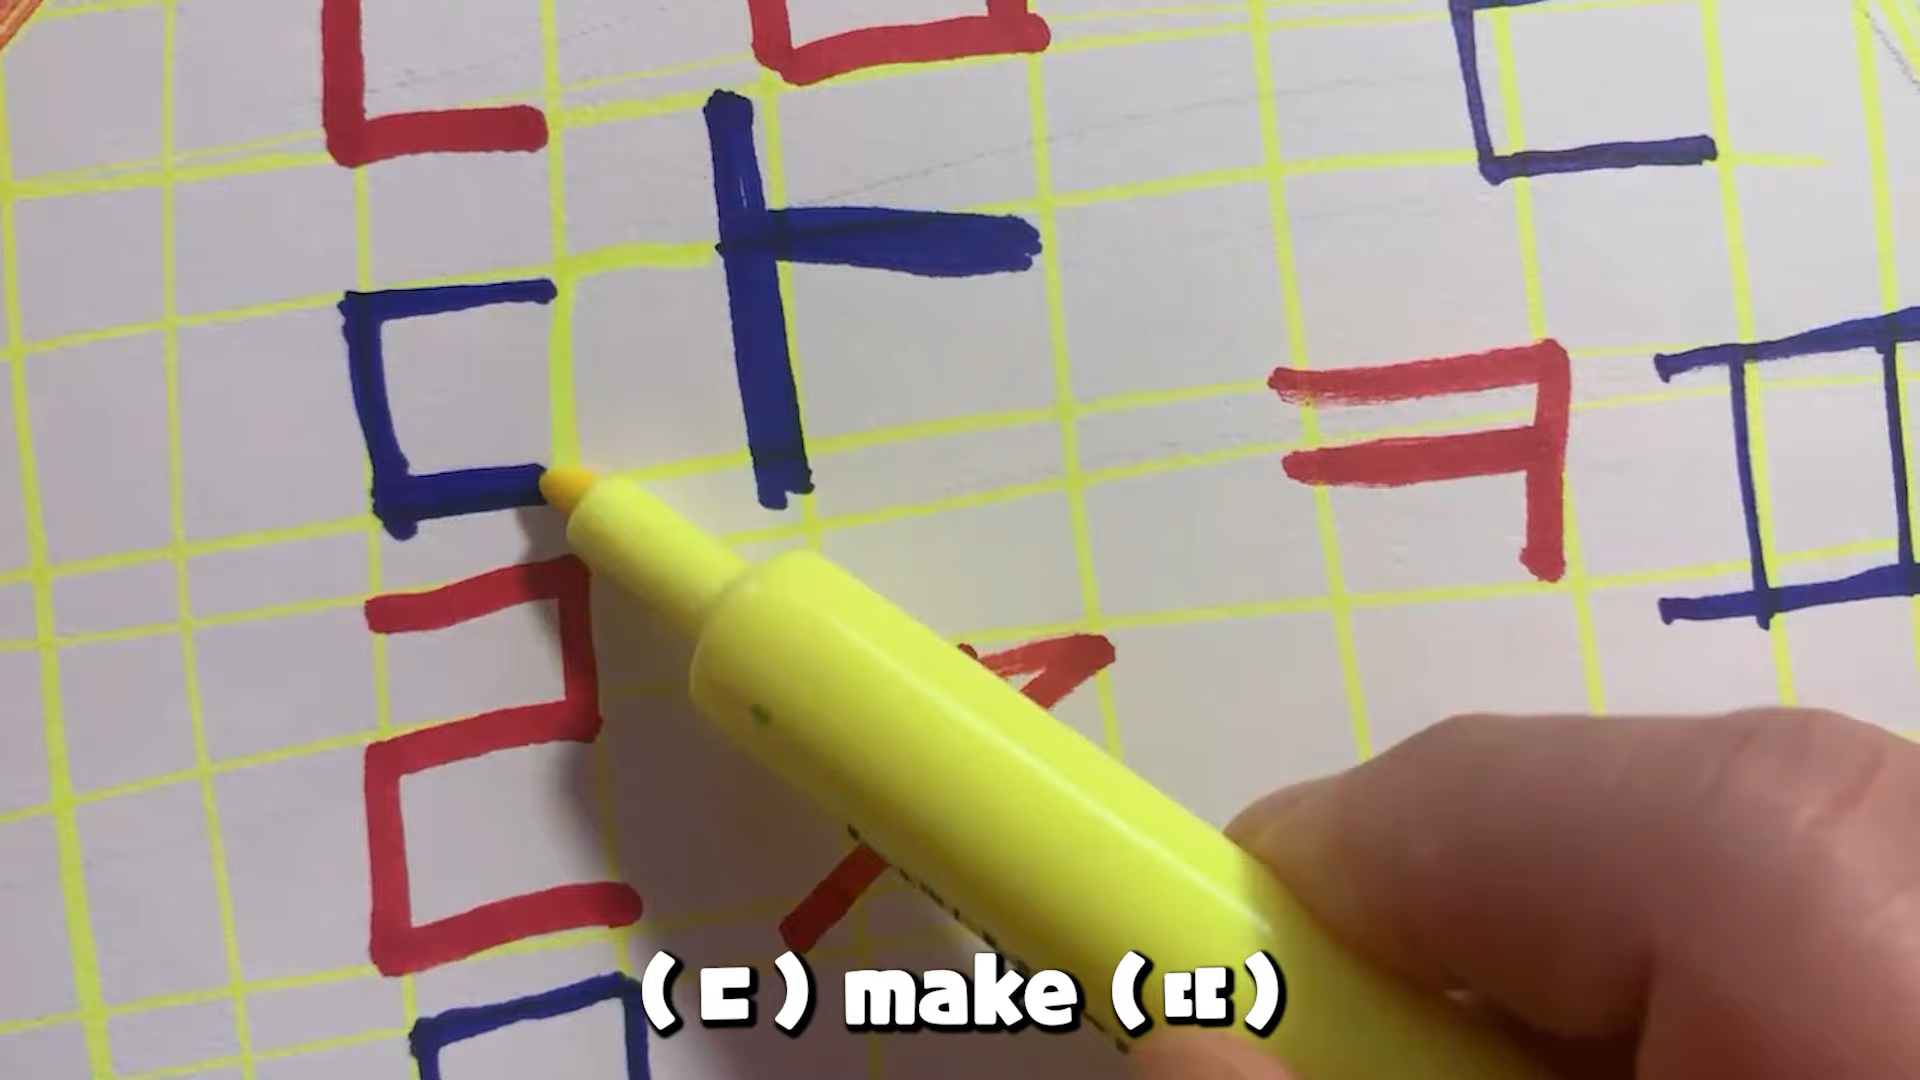 ㄷ
ㄷ ㅏ ㅋ ㅍ
ㄹ
(ㄷ) make (ㄸ)